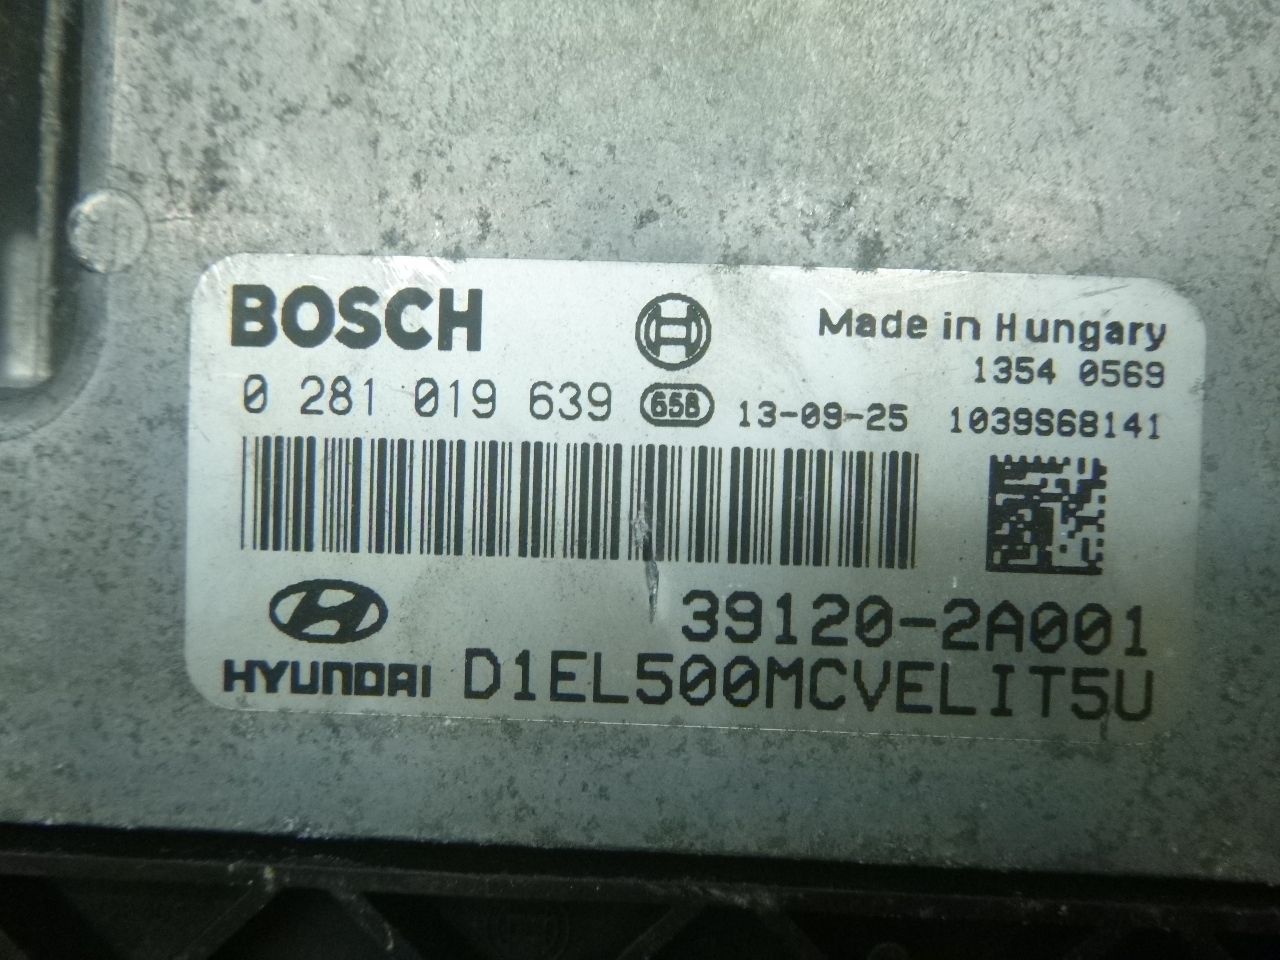 BOSCH
Made in Hungary
1354 0569
0 281 019 639 658 13-09-25 1039S68141
39120-2A001
HYUNDAI D1EL500MCVELIT5U